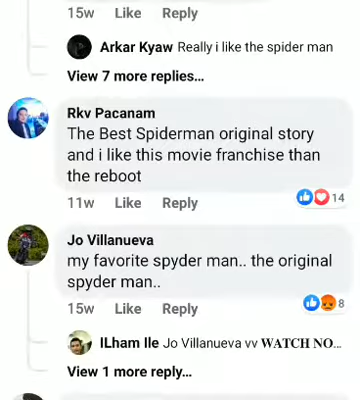 15w Like Reply
Arkar Kyaw Really i like the spider man
View 7 more replies...
Rkv Pacanam
The Best Spiderman original story
and i like this movie franchise than
the reboot
11w Like Reply 14
Jo Villanueva
my favorite spyder man.. the original
spyder man..
15w Like Reply 8
ILham Ile Jo Villanueva vv 𝐖𝐀𝐓𝐂𝐇 𝐍𝐎...
View 1 more reply...